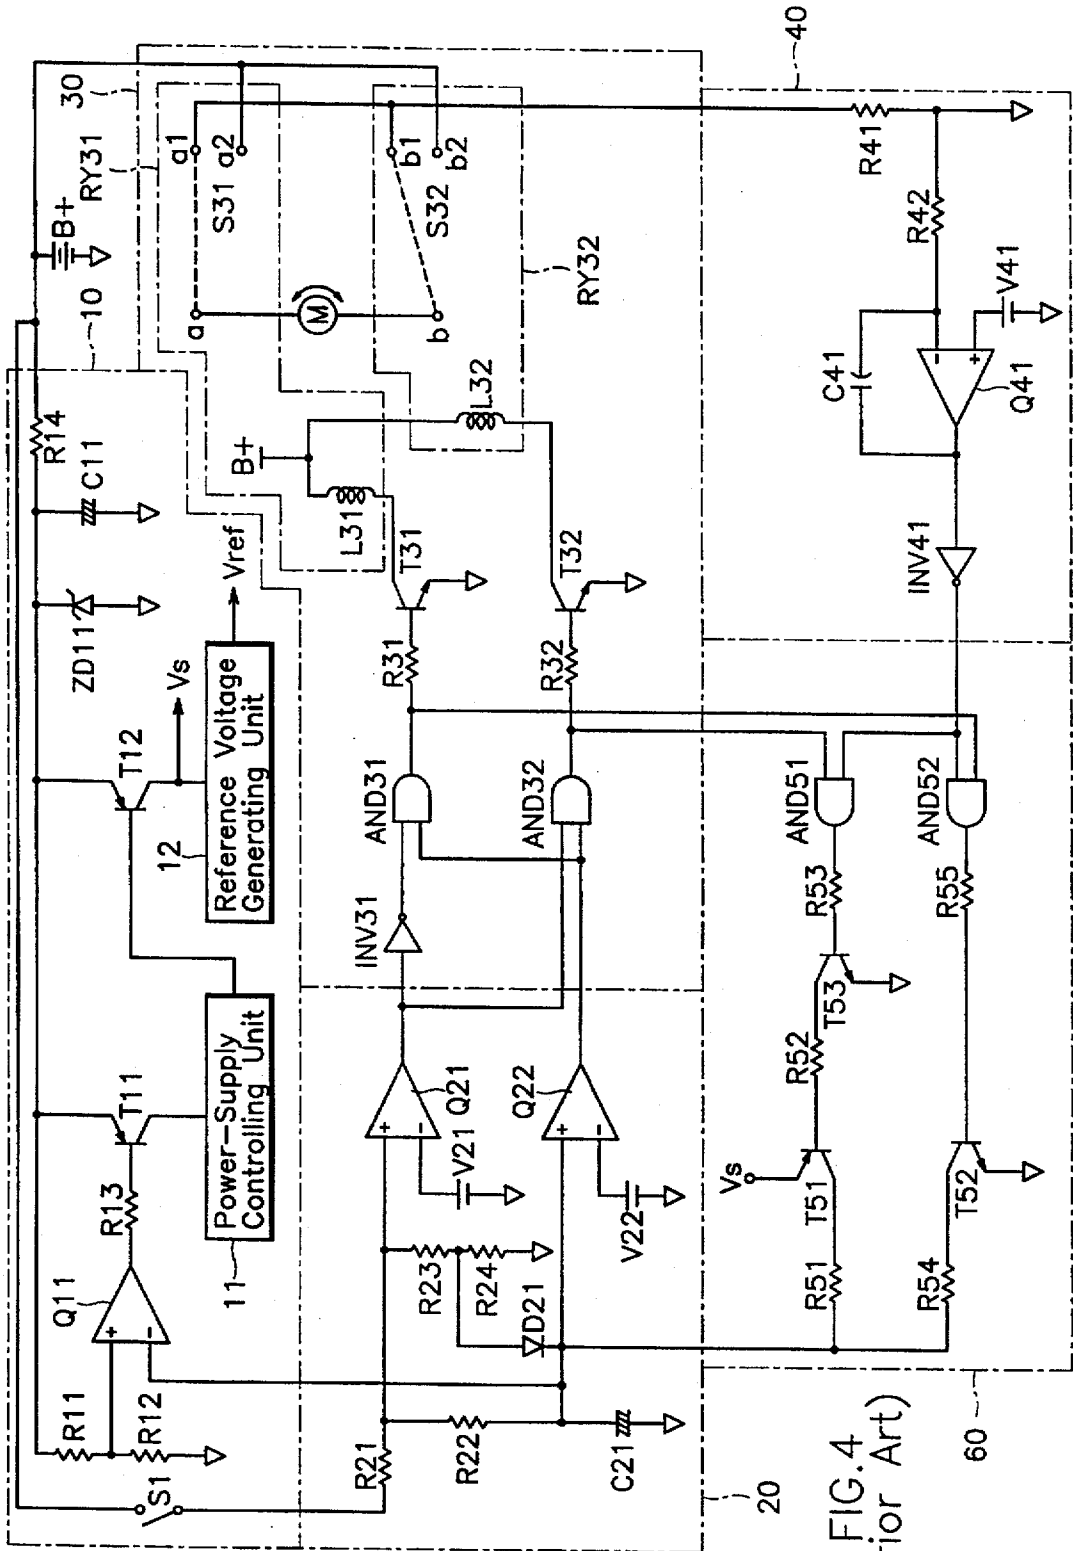 10
30
RY31
B+
R14
C11
ZD11
T12
Vs
12
Reference Voltage
Generating Unit
Vref
T11
R13
Q11
Power-Supply
Controlling Unit
11
R11
R12
S1
a1
a2
S31
a
M
b1
b2
S32
b
RY32
B+
L31
L32
T31
T32
R31
R32
AND31
AND32
INV31
Q21
+
-
V21
Q22
+
-
V22
R23
R24
ZD21
R21
R22
C21
20
40
R41
R42
C41
V41
Q41
+
-
INV41
AND51
AND52
R53
R55
T53
R52
Vs
T51
T52
R51
R54
60
FIG.4
ior Art)